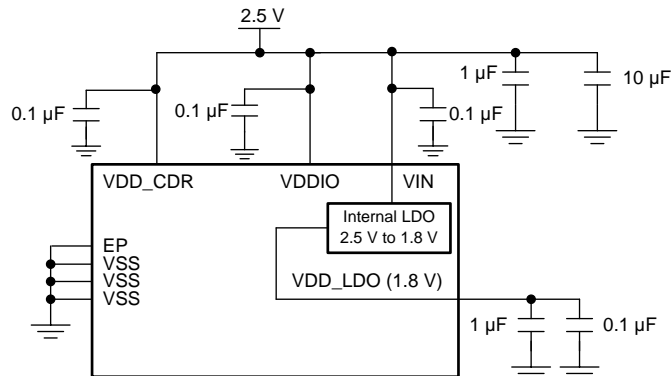 2.5 V
1 µF
10 µF
0.1 µF
0.1 µF
0.1 µF
VDD_CDR
VDDIO
VIN
Internal LDO
2.5 V to 1.8 V
EP
VSS
VSS
VSS
VDD_LDO (1.8 V)
1 µF
0.1 µF